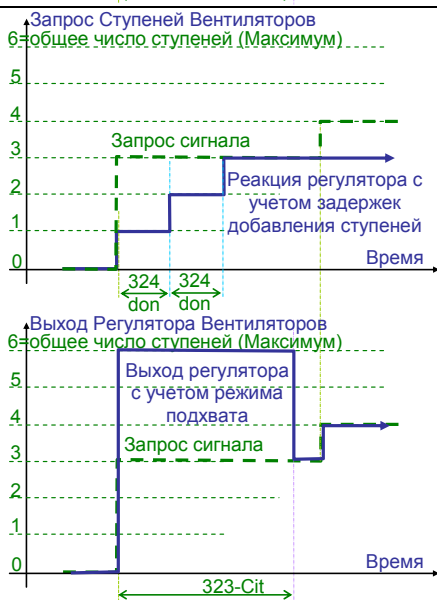 Запрос Ступеней Вентиляторов
6=общее число ступеней (Максимум)
5
4
Запрос сигнала
3
Реакция регулятора с
учетом задержек
добавления ступеней
2
1
Время
0
324
don
324
don
Выход Регулятора Вентиляторов
6=общее число ступеней (Максимум)
Выход регулятора
с учетом режима
подхвата
5
4
Запрос сигнала
3
2
1
Время
0
323-Cit